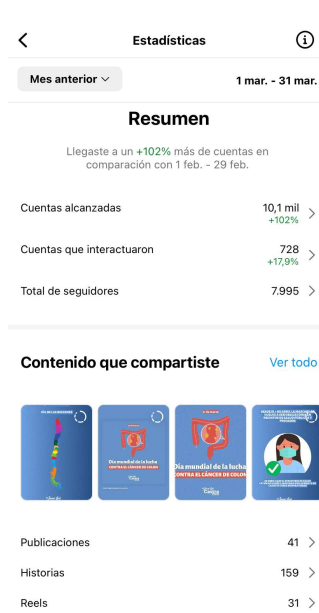 Estadísticas
Mes anterior
1 mar. - 31 mar.
Resumen
Llegaste a un +102% más de cuentas en
comparación con 1 feb. - 29 feb.
Cuentas alcanzadas
10,1 mil
+102%
Cuentas que interactuaron
728
+17,9%
Total de seguidores
7.995
Contenido que compartiste
Ver todo
Día mundial de la lucha
CONTRA EL CÁNCER DE COLON
Día mundial de la lucha
CONTRA EL CÁNCER DE COLON
Publicaciones
41
Historias
159
Reels
31